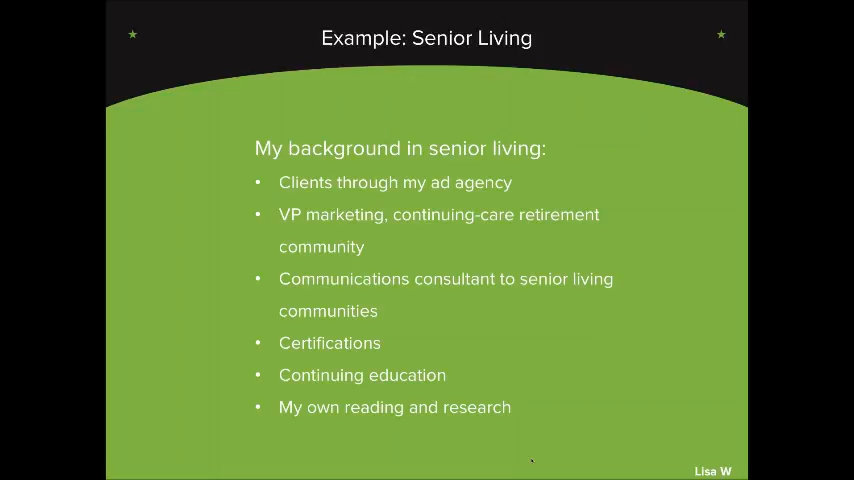 Example: Senior Living
My background in senior living:
• Clients through my ad agency
• VP marketing, continuing-care retirement
community
• Communications consultant to senior living
communities
• Certifications
• Continuing education
• My own reading and research
Lisa W